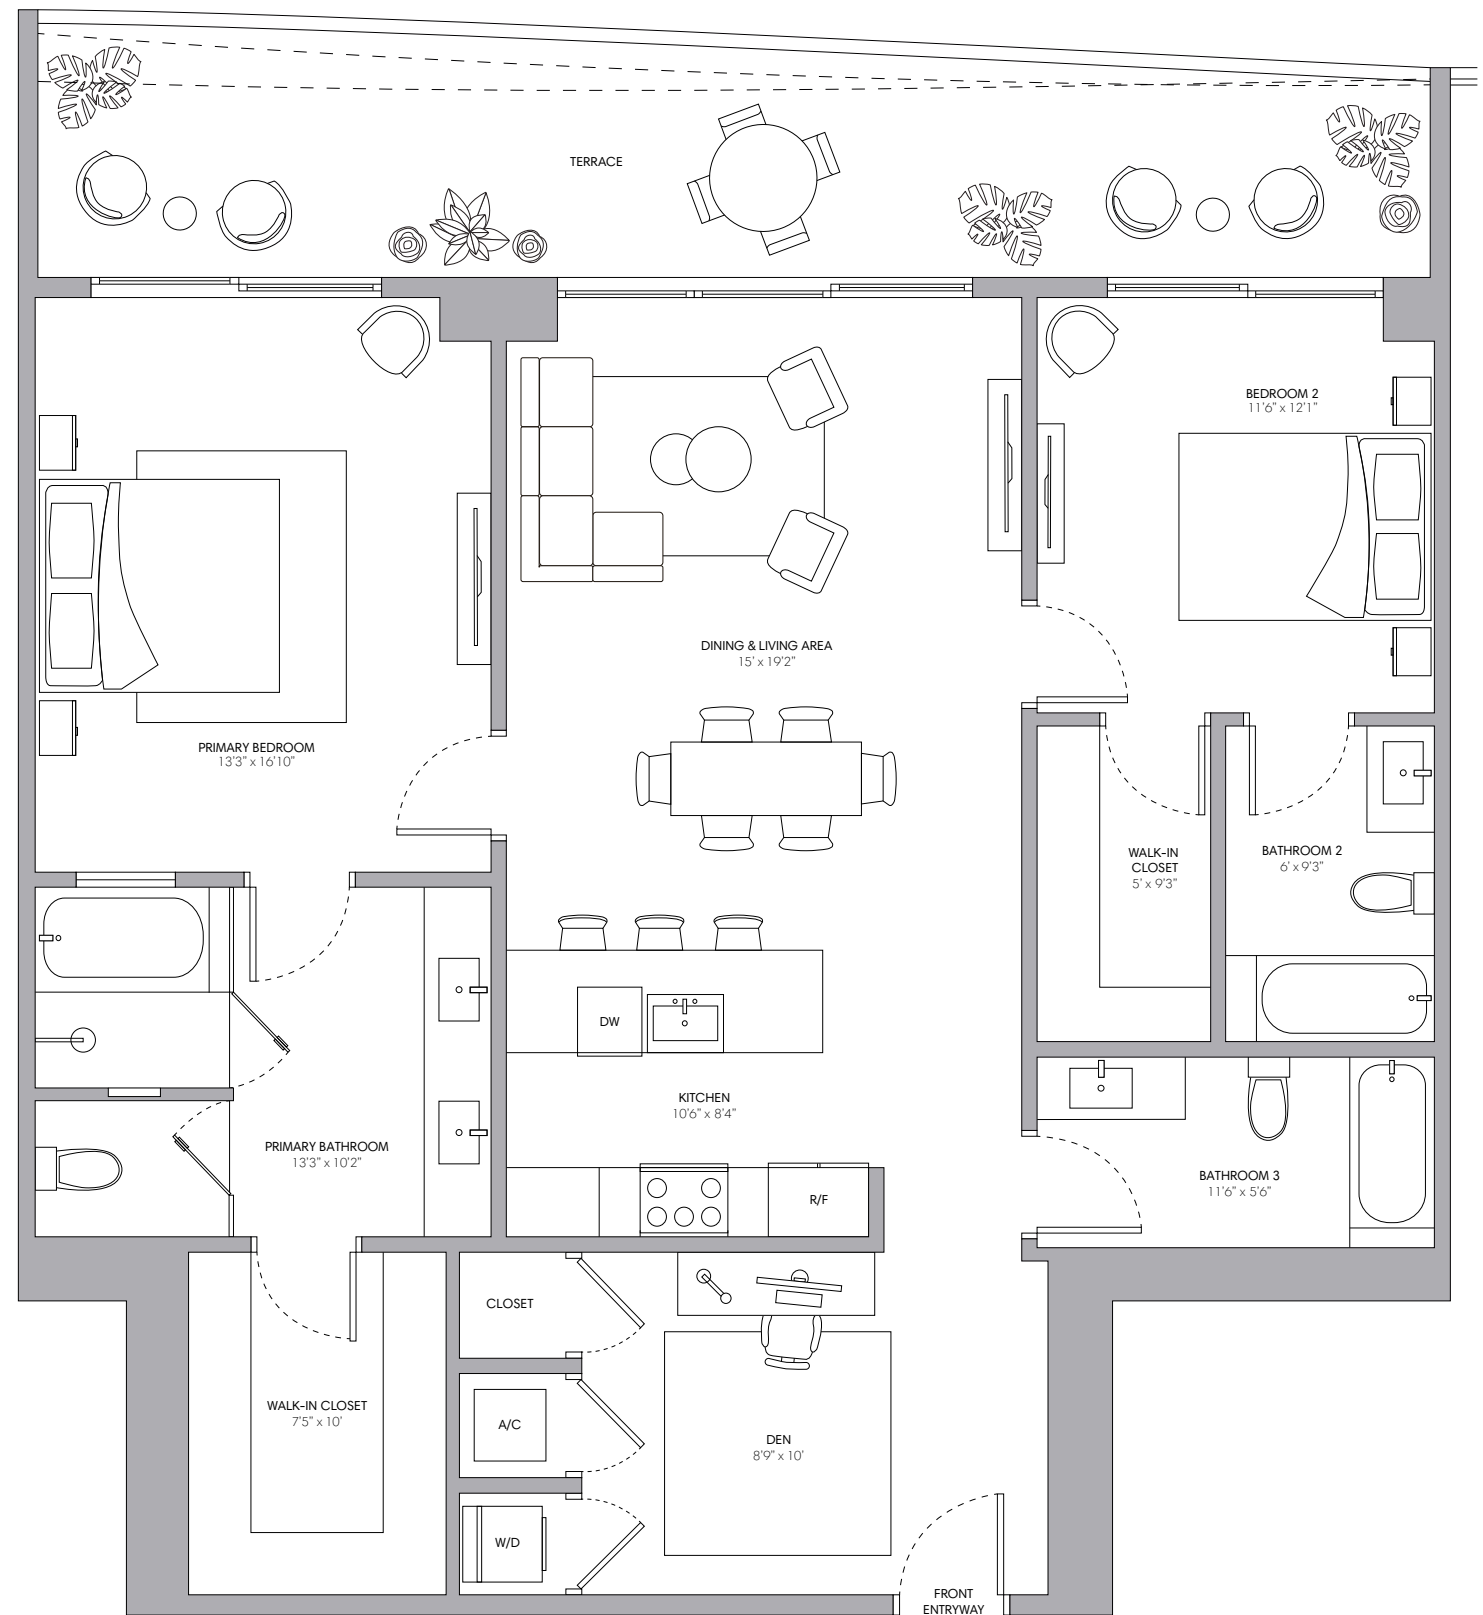 TERRACE
BEDROOM 2
11'6" x 12'1"
DINING & LIVING AREA
15' x 19'2"
PRIMARY BEDROOM
13'3" x 16'10"
WALK-IN
CLOSET
5' x 9'3"
BATHROOM 2
6' x 9'3"
DW
KITCHEN
10'6" x 8'4"
PRIMARY BATHROOM
13'3" x 10'2"
BATHROOM 3
11'6" x 5'6"
R/F
CLOSET
WALK-IN CLOSET
7'5" x 10'
A/C
DEN
8'9" x 10'
W/D
FRONT
ENTRYWAY